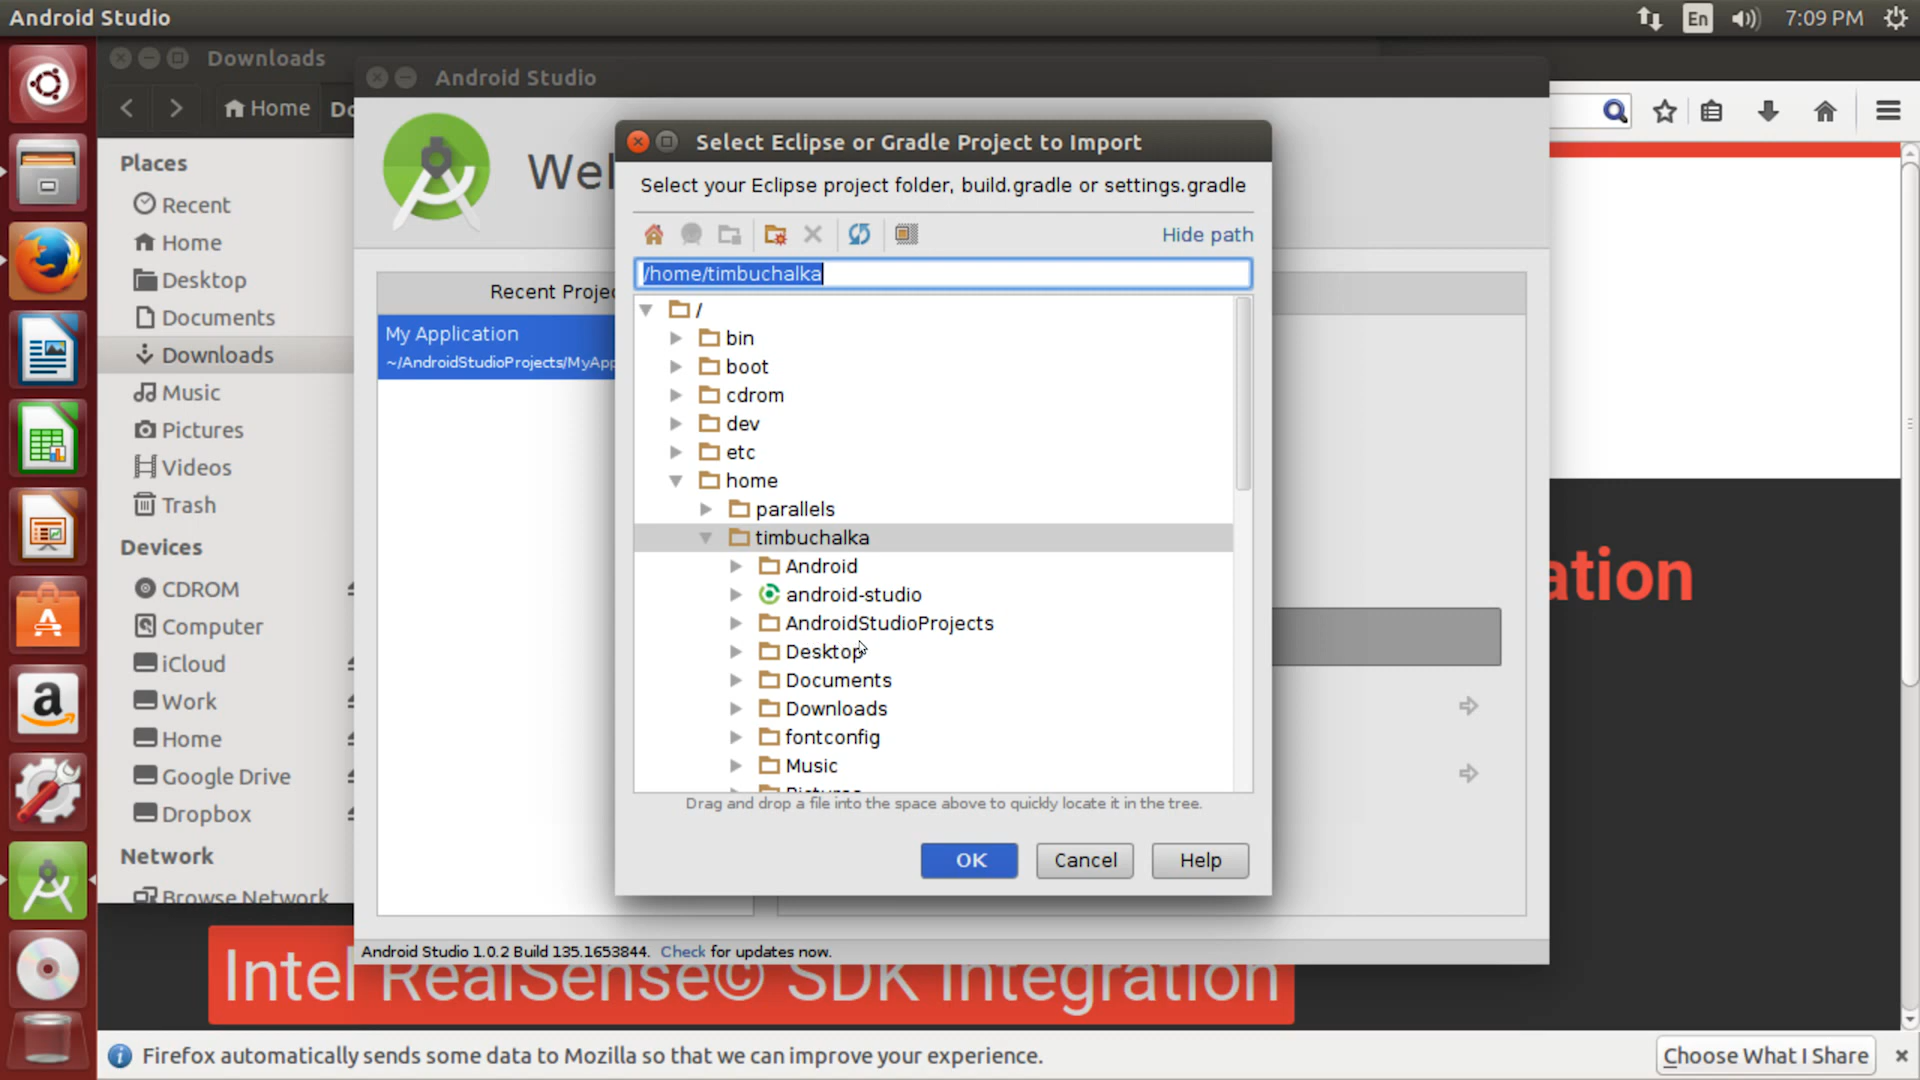 Android Studio
En
7:09 PM
Downloads
Home
Places
Recent
Home
Desktop
Documents
Downloads
Music
Pictures
Videos
Trash
Devices
CDROM
Computer
iCloud
Work
Home
Google Drive
Dropbox
Network
Browse Network
Android Studio
Recent
My Application
~/AndroidStudioProjects/MyApp
Select Eclipse or Gradle Project to Import
Select your Eclipse project folder, build.gradle or settings.gradle
Hide path
/home/timbuchalka
/
bin
boot
cdrom
dev
etc
home
parallels
timbuchalka
Android
android-studio
AndroidStudioProjects
Desktop
Documents
Downloads
fontconfig
Music
Pictures
Drag and drop a file into the space above to quickly locate it in the tree.
OK
Cancel
Help
Android Studio 1.0.2 Build 135.1653844. Check for updates now.
ation
Intel RealSense© SDK Integration
Firefox automatically sends some data to Mozilla so that we can improve your experience.
Choose What I Share